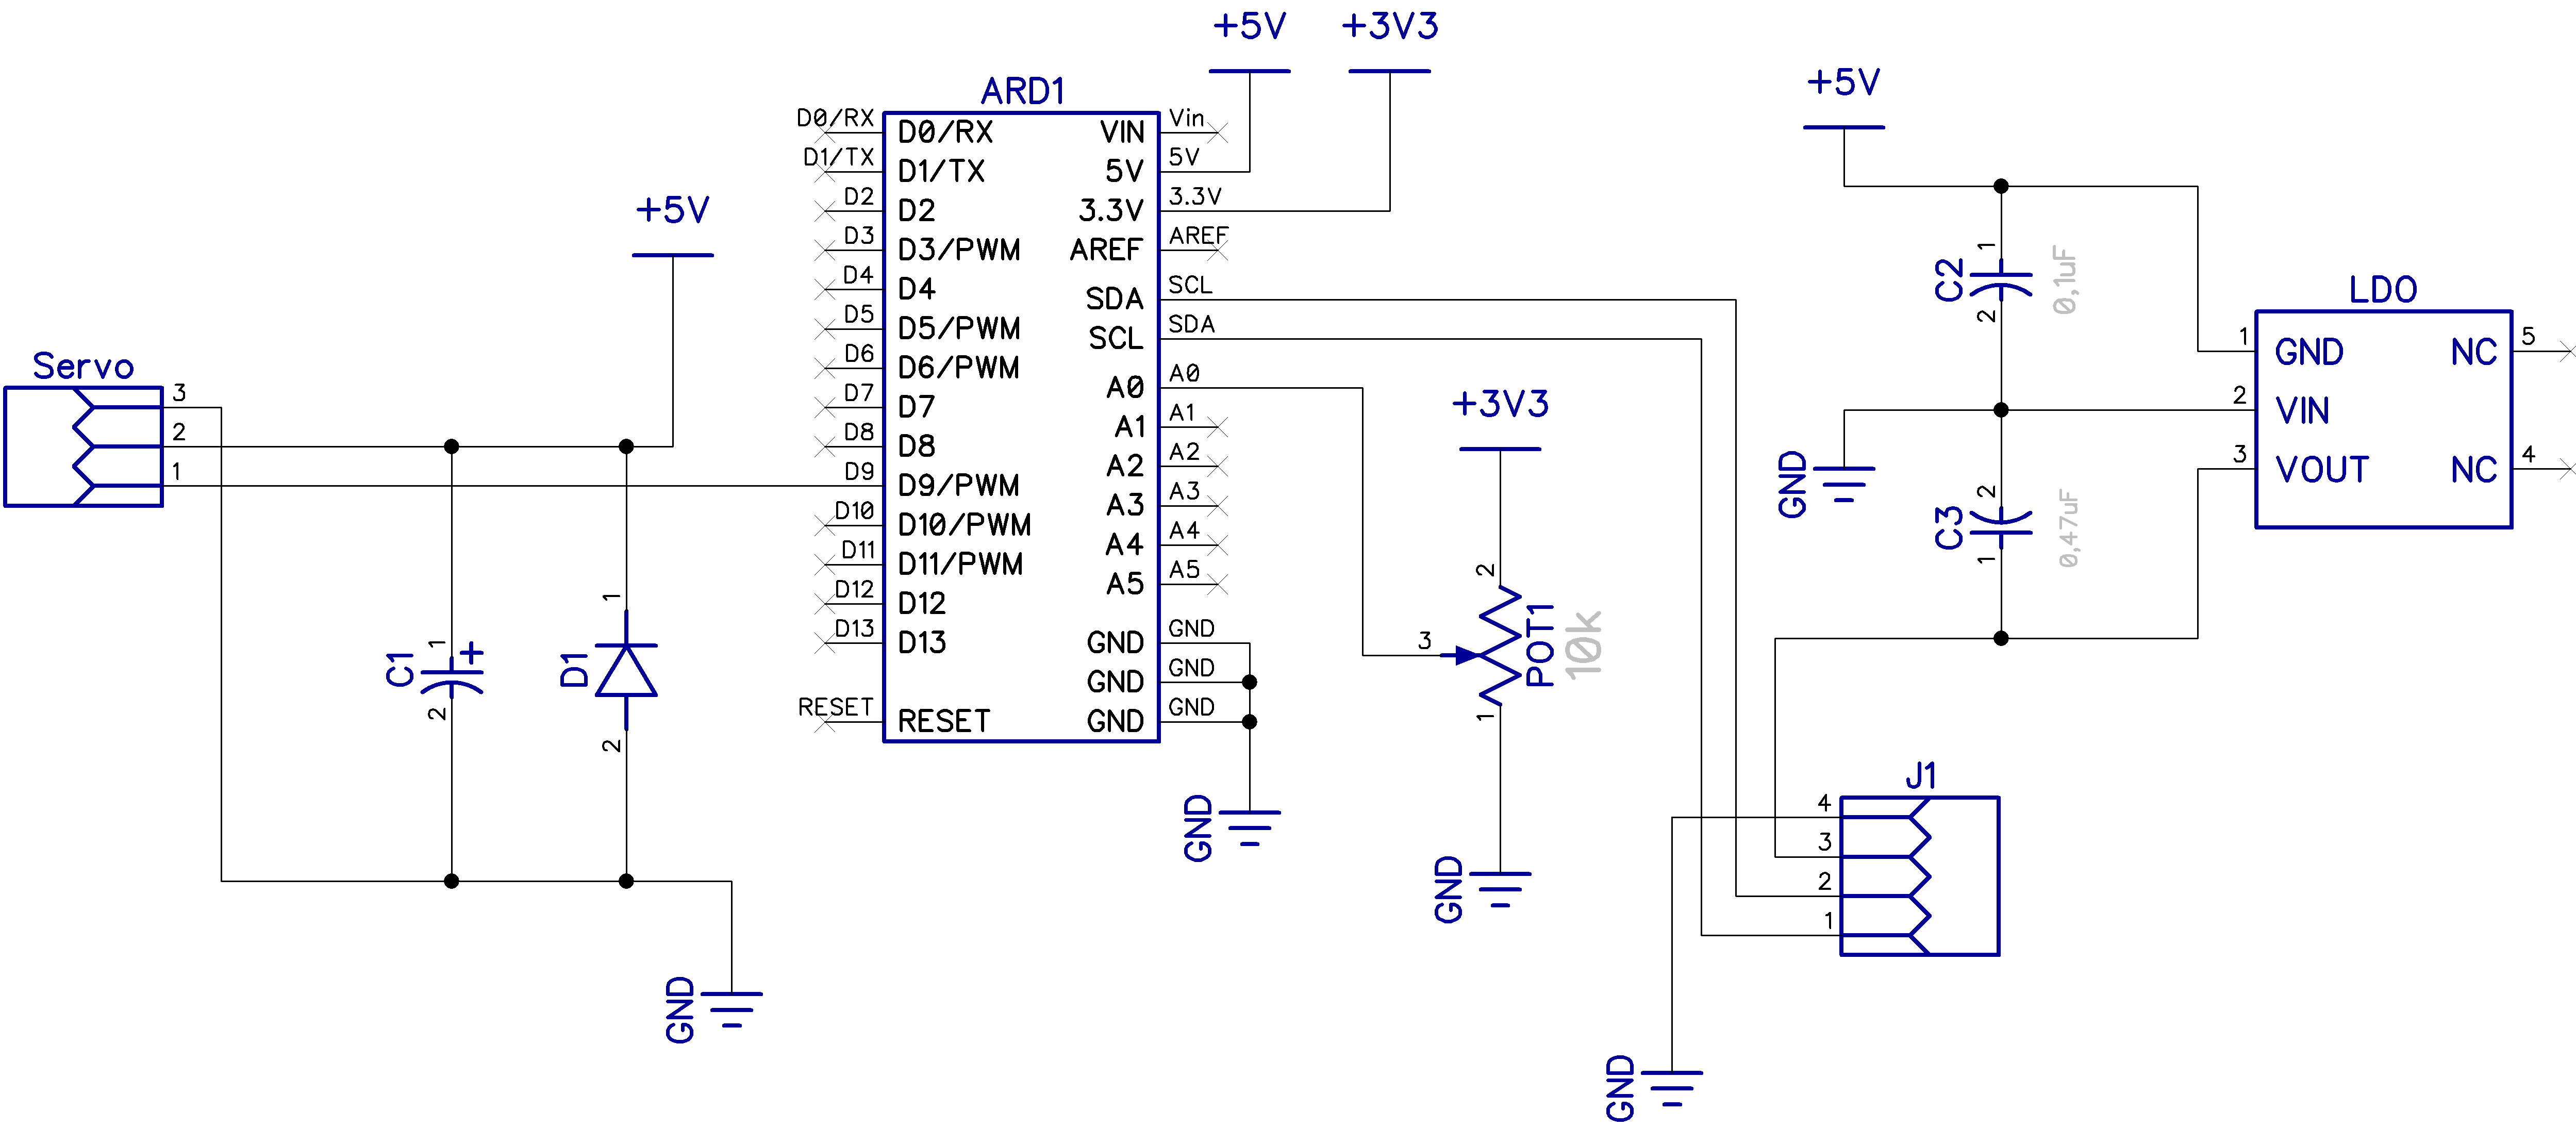 +5V
+3V3
ARD1
D0/RX
D1/TX
D2
D3
D4
D5
D6
D7
D8
D9
D10
D11
D12
D13
RESET
D0/RX
D1/TX
D2
D3/PWM
D4
D5/PWM
D6/PWM
D7
D8
D9/PWM
D10/PWM
D11/PWM
D12
D13
RESET
VIN
5V
3.3V
AREF
SDA
SCL
A0
A1
A2
A3
A4
A5
GND
GND
GND
Vin
5V
3.3V
AREF
SCL
SDA
A0
A1
A2
A3
A4
A5
GND
GND
GND
GND
+5V
Servo
3
2
1
C1
1
+
2
D1
1
2
GND
+3V3
2
3
POT1
10k
1
GND
+5V
1
C2
0,1uF
2
GND
2
C3
0,47uF
1
LDO
1
GND
NC
5
2
VIN
3
VOUT
NC
4
J1
4
3
2
1
GND